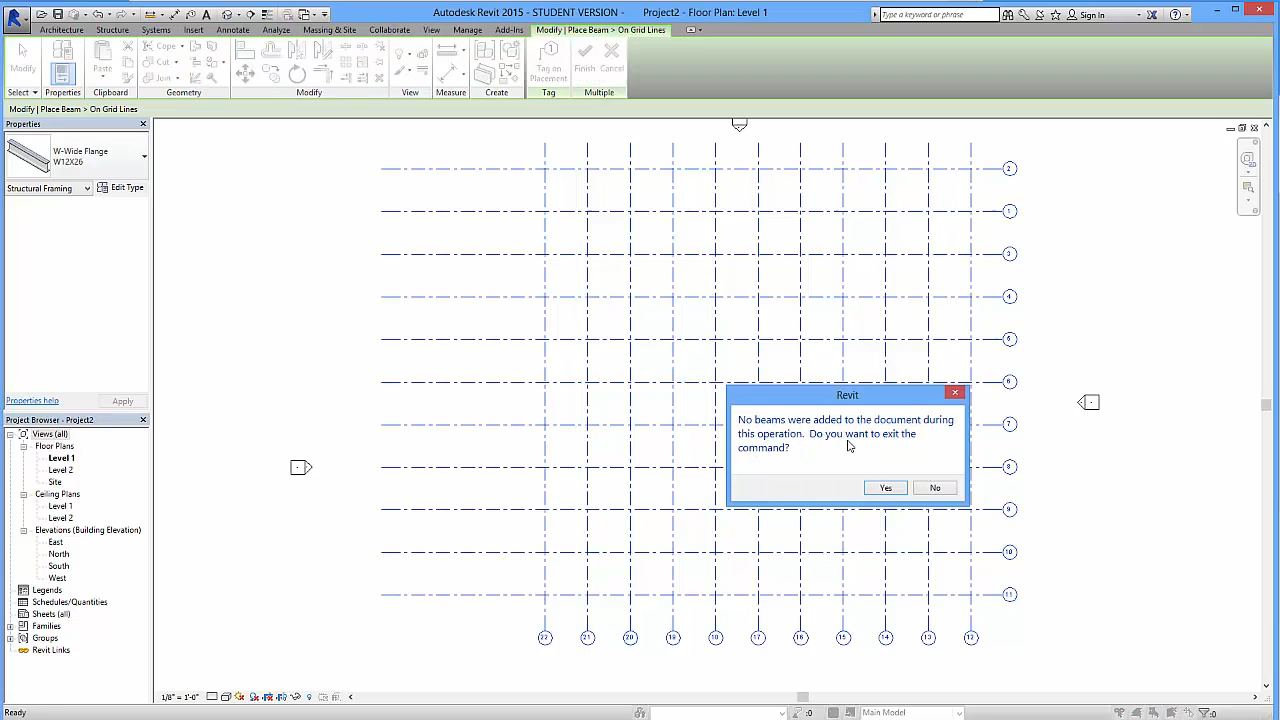 Autodesk Revit 2015 - STUDENT VERSION - Project2 - Floor Plan: Level 1
Type a keyword or phrase
Sign In
Architecture Structure Systems Insert Annotate Analyze Massing & Site Collaborate View Manage Add-Ins Modify | Place Beam > On Grid Lines
Modify Paste Cope Cut Join Tag on Placement Finish Cancel
Select Properties Clipboard Geometry Modify View Measure Create Tag Multiple
Modify | Place Beam > On Grid Lines
Properties
W-Wide Flange
W12X26
Structural Framing Edit Type
Properties help Apply
Project Browser - Project2
Views (all)
Floor Plans
Level 1
Level 2
Site
Ceiling Plans
Level 1
Level 2
Elevations (Building Elevation)
East
North
South
West
Legends
Schedules/Quantities
Sheets (all)
Families
Groups
Revit Links
2
1
3
4
5
6
7
8
9
10
11
22 21 20 19 18 17 16 15 14 13 12
Revit
No beams were added to the document during
this operation. Do you want to exit the
command?
Yes No
1/8" = 1'-0"
Ready
:0 Main Model :0